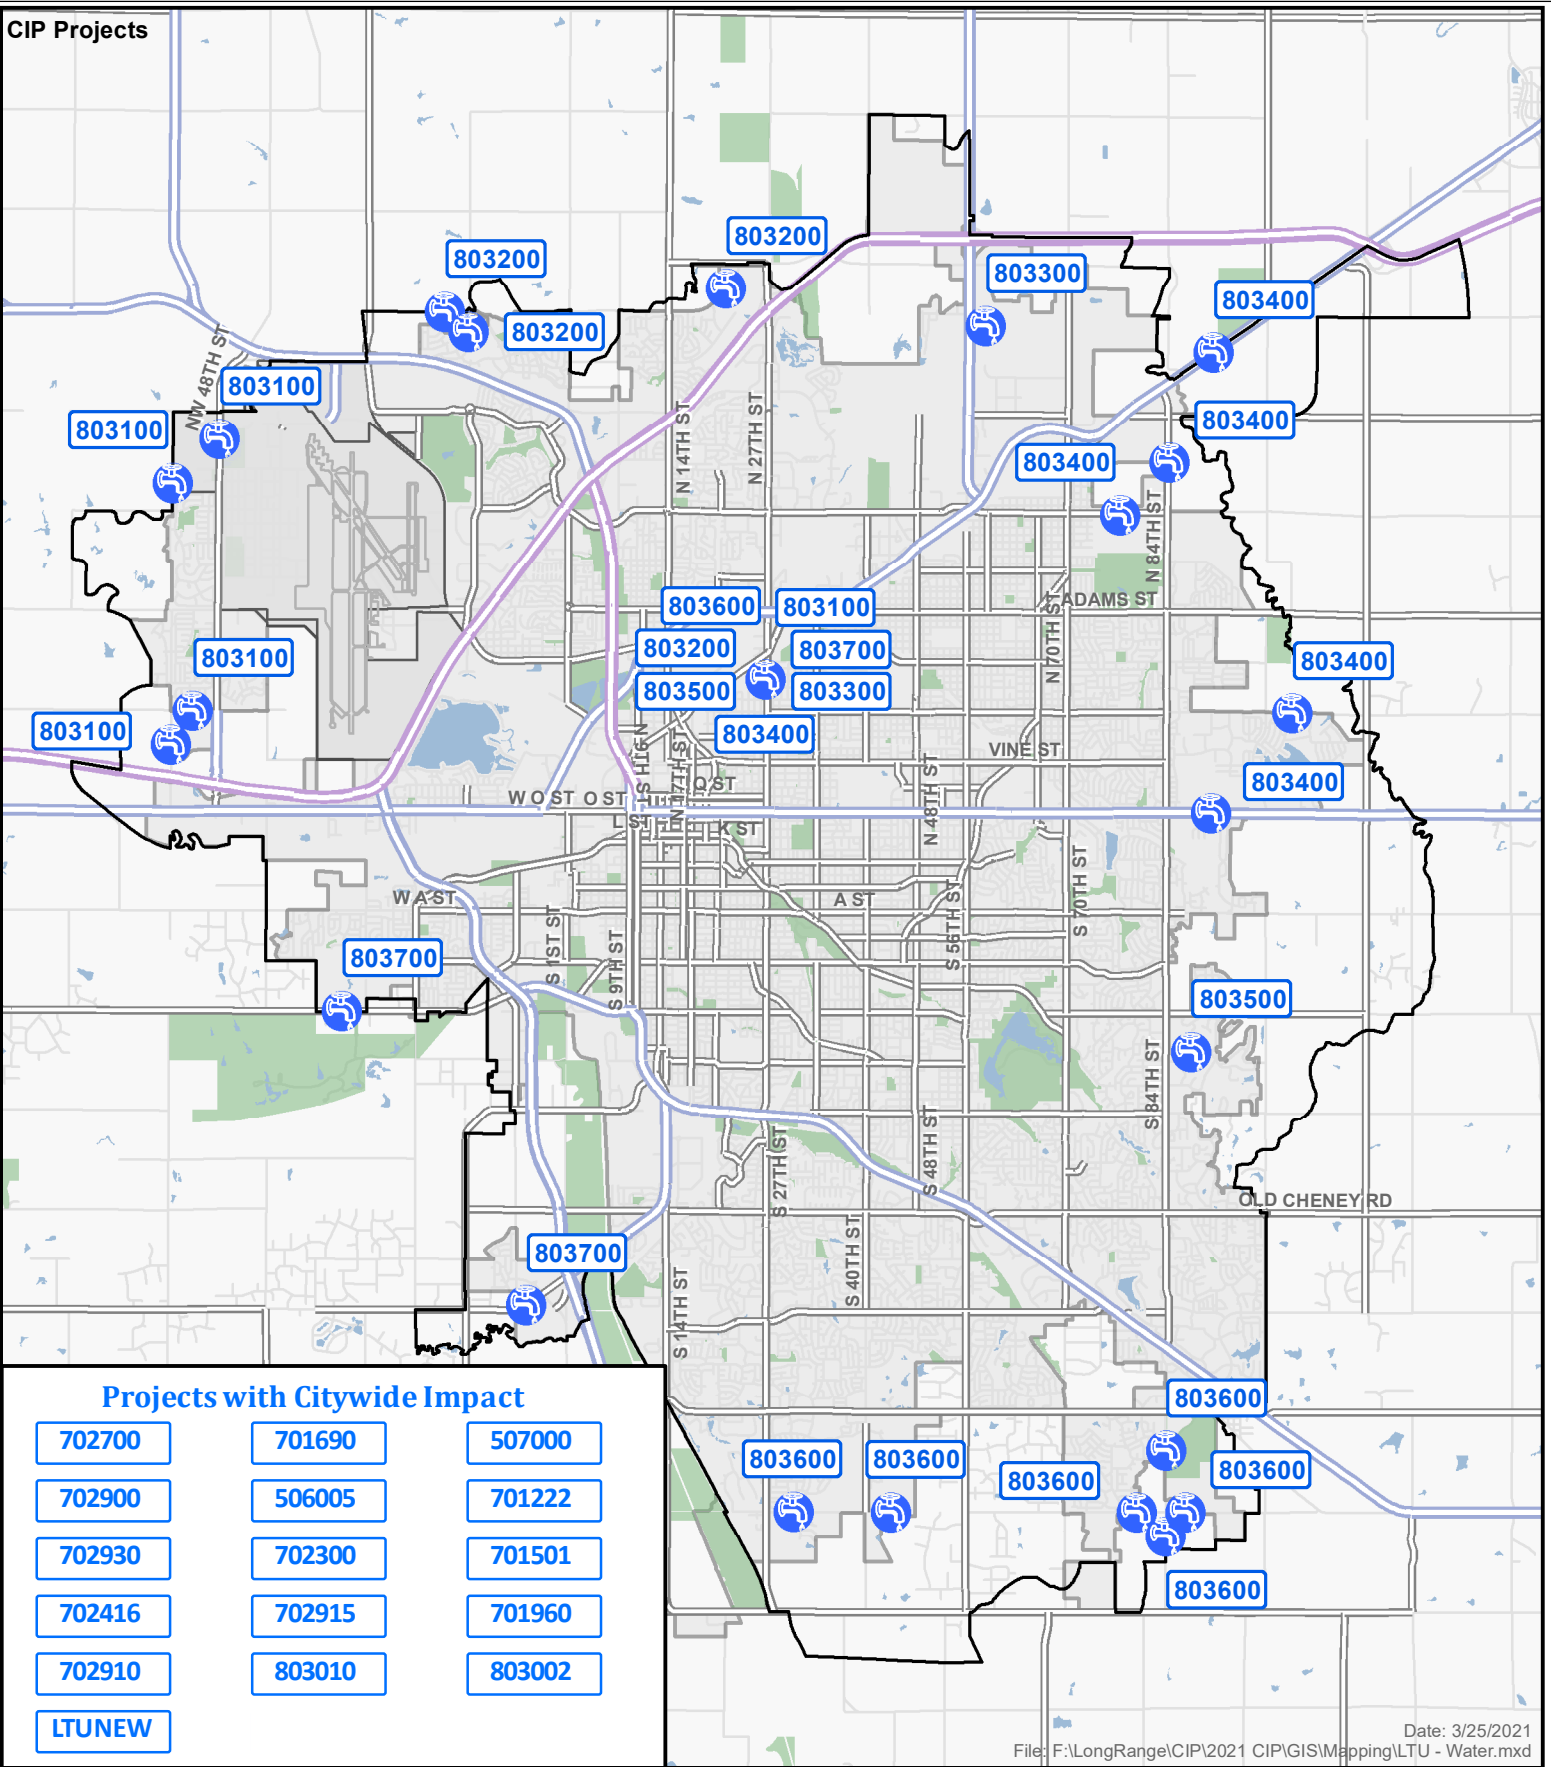 CIP Projects
803200
803200
803300
803400
803200
NW 48TH ST
803100
803100
N 14TH ST
N 27TH ST
803400
803400
N 84TH ST
803600
803100
ADAMS ST
N 70TH ST
803200
803700
803100
803400
803500
803300
803100
803400
N 9TH ST
N 17TH ST
VINE ST
803400
Q ST
W O ST
O ST
L ST
K ST
N 48TH ST
W A ST
A ST
S 70TH ST
S 56TH ST
803700
S 1ST ST
S 9TH ST
803500
S 84TH ST
S 27TH ST
S 48TH ST
OLD CHENEY RD
803700
S 40TH ST
S 14TH ST
803600
803600
803600
803600
803600
803600
Projects with Citywide Impact
702700 701690 507000
702900 506005 701222
702930 702300 701501
702416 702915 701960
702910 803010 803002
LTUNEW
Date: 3/25/2021
File: F:\LongRange\CIP\2021 CIP\GIS\Mapping\LTU - Water.mxd